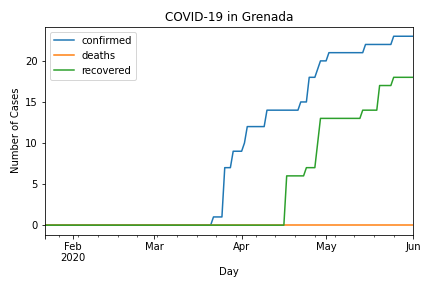 COVID-19 in Grenada
confirmed
deaths
recovered
Number of Cases
20
15
10
5
0
Feb Mar Apr May Jun
2020
Day